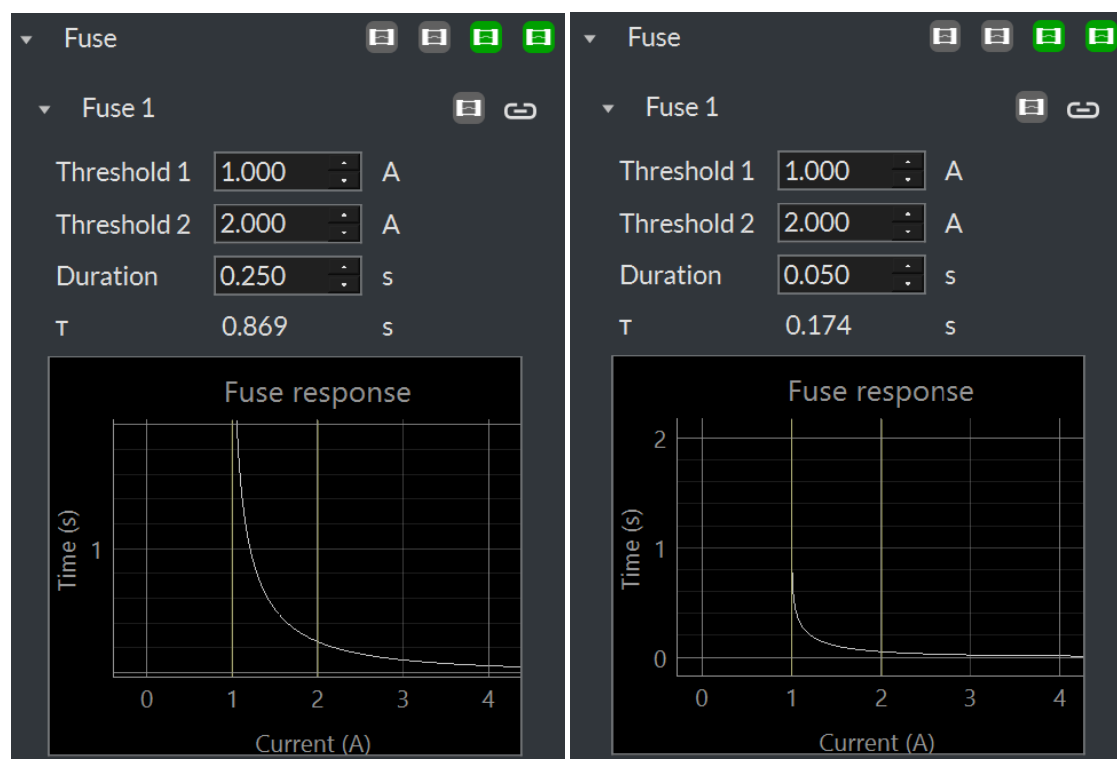 Fuse
Fuse 1
Threshold 1 1.000 A
Threshold 2 2.000 A
Duration 0.250 s
τ 0.869 s
Fuse response
Time (s)
1
0 1 2 3 4
Current (A)
Fuse
Fuse 1
Threshold 1 1.000 A
Threshold 2 2.000 A
Duration 0.050 s
τ 0.174 s
Fuse response
Time (s)
2
1
0
0 1 2 3 4
Current (A)